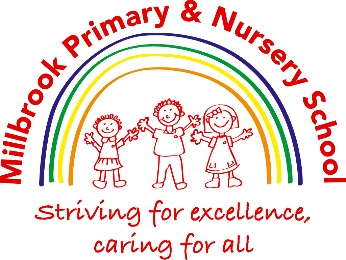 Millbrook Primary & Nursery School
Striving for excellence,
caring for all